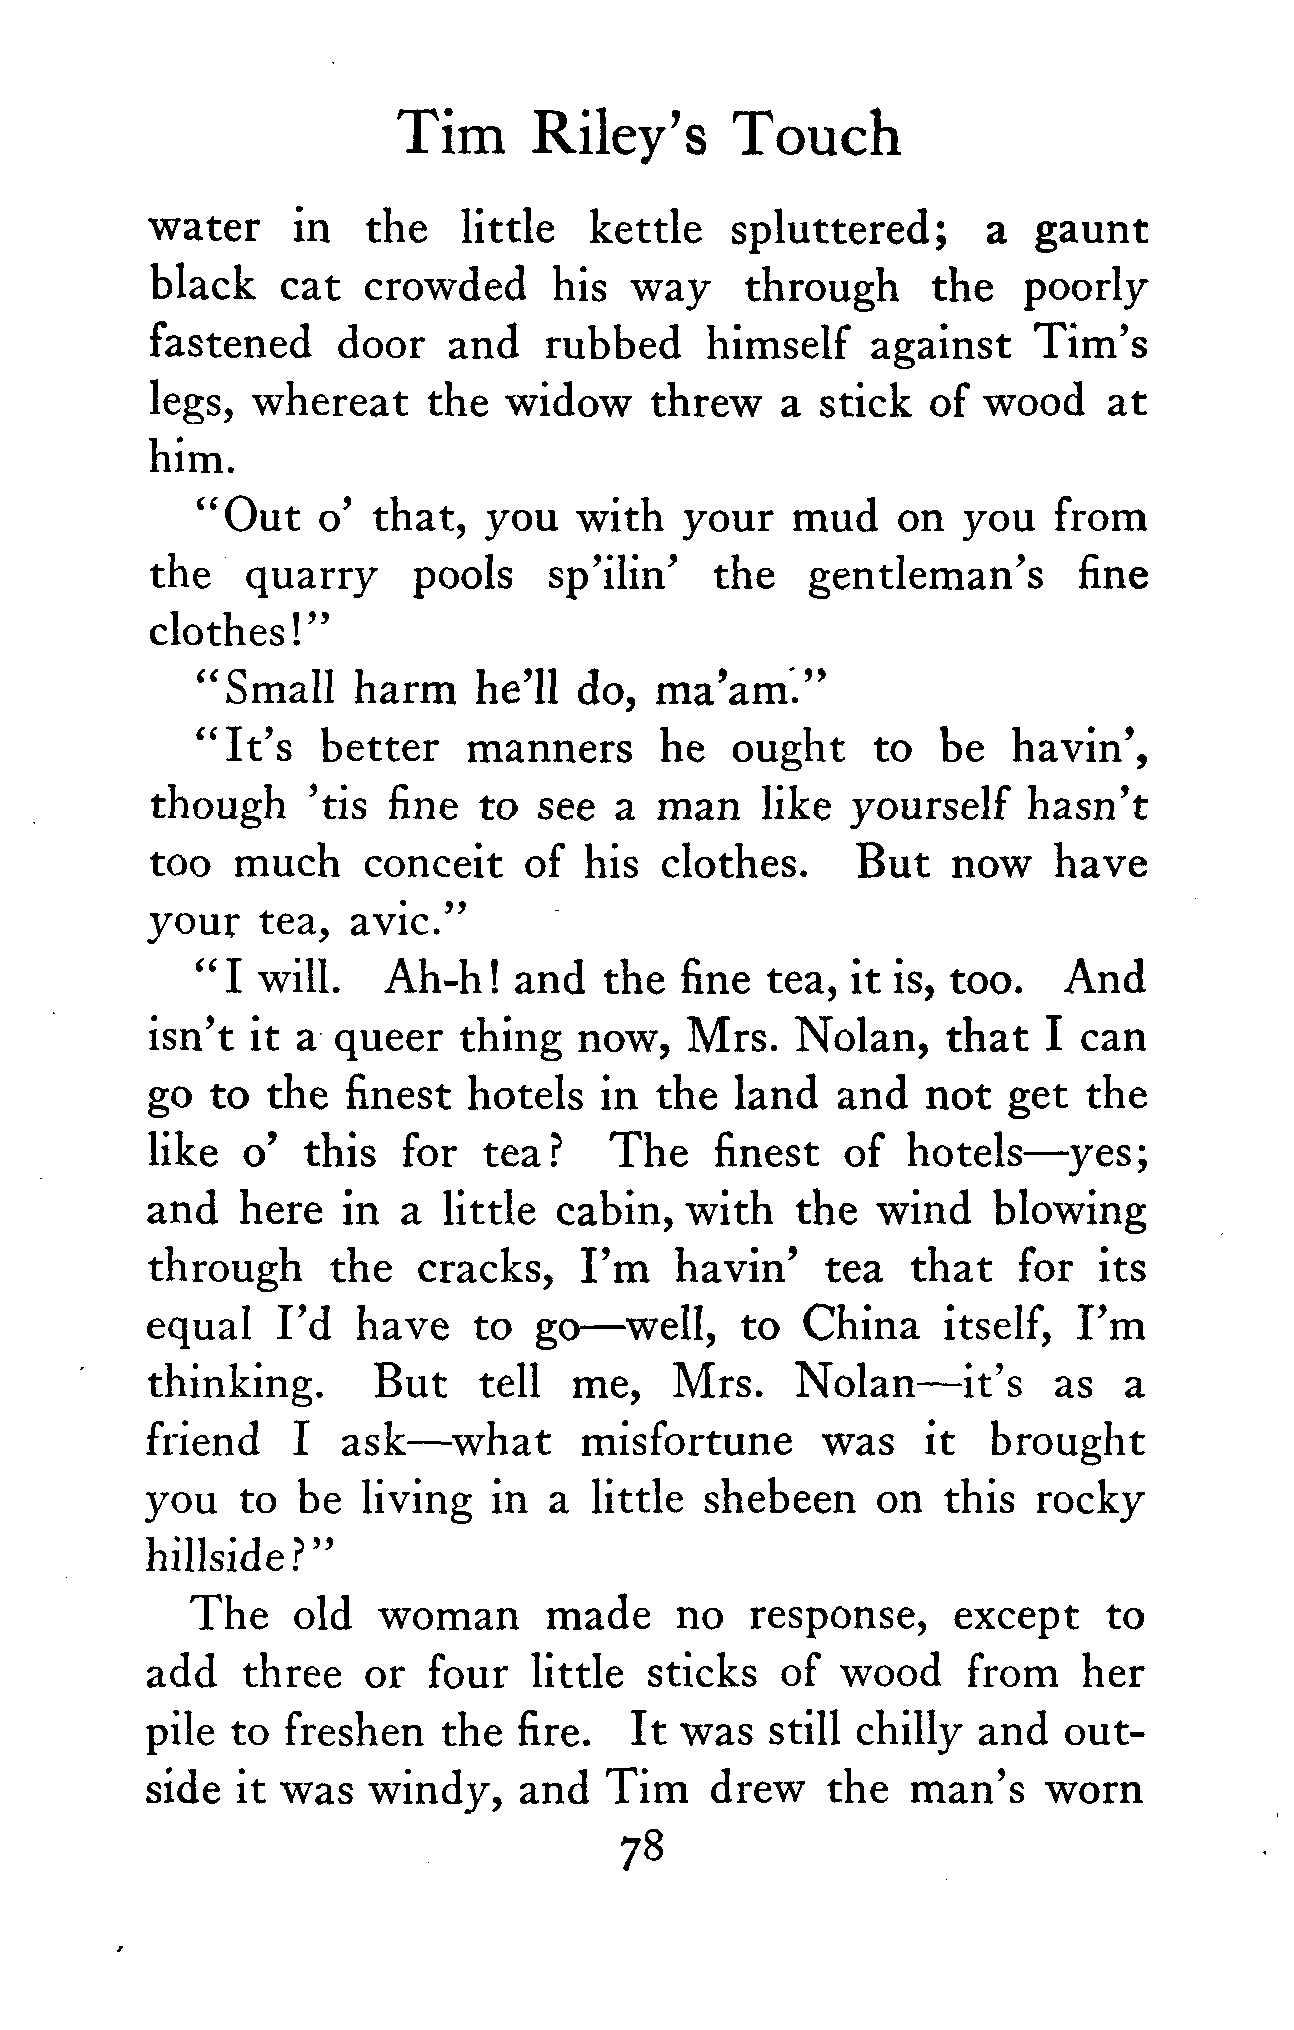 Tim Riley's Touch
water in the little kettle spluttered; a gaunt
black cat crowded his way through the poorly
fastened door and rubbed himself against Tim's
legs, whereat the widow threw a stick of wood at
him.
"Out o' that, you with your mud on you from
the quarry pools sp'ilin' the gentleman's fine
clothes!"
"Small harm he'll do, ma'am."
"It's better manners he ought to be havin',
though 'tis fine to see a man like yourself hasn't
too much conceit of his clothes. But now have
your tea, avic."
"I will. Ah-h! and the fine tea, it is, too. And
isn't it a queer thing now, Mrs. Nolan, that I can
go to the finest hotels in the land and not get the
like o' this for tea? The finest of hotels—yes;
and here in a little cabin, with the wind blowing
through the cracks, I'm havin' tea that for its
equal I'd have to go—well, to China itself, I'm
thinking. But tell me, Mrs. Nolan—it's as a
friend I ask—what misfortune was it brought
you to be living in a little shebeen on this rocky
hillside?"
The old woman made no response, except to
add three or four little sticks of wood from her
pile to freshen the fire. It was still chilly and out-
side it was windy, and Tim drew the man's worn
78